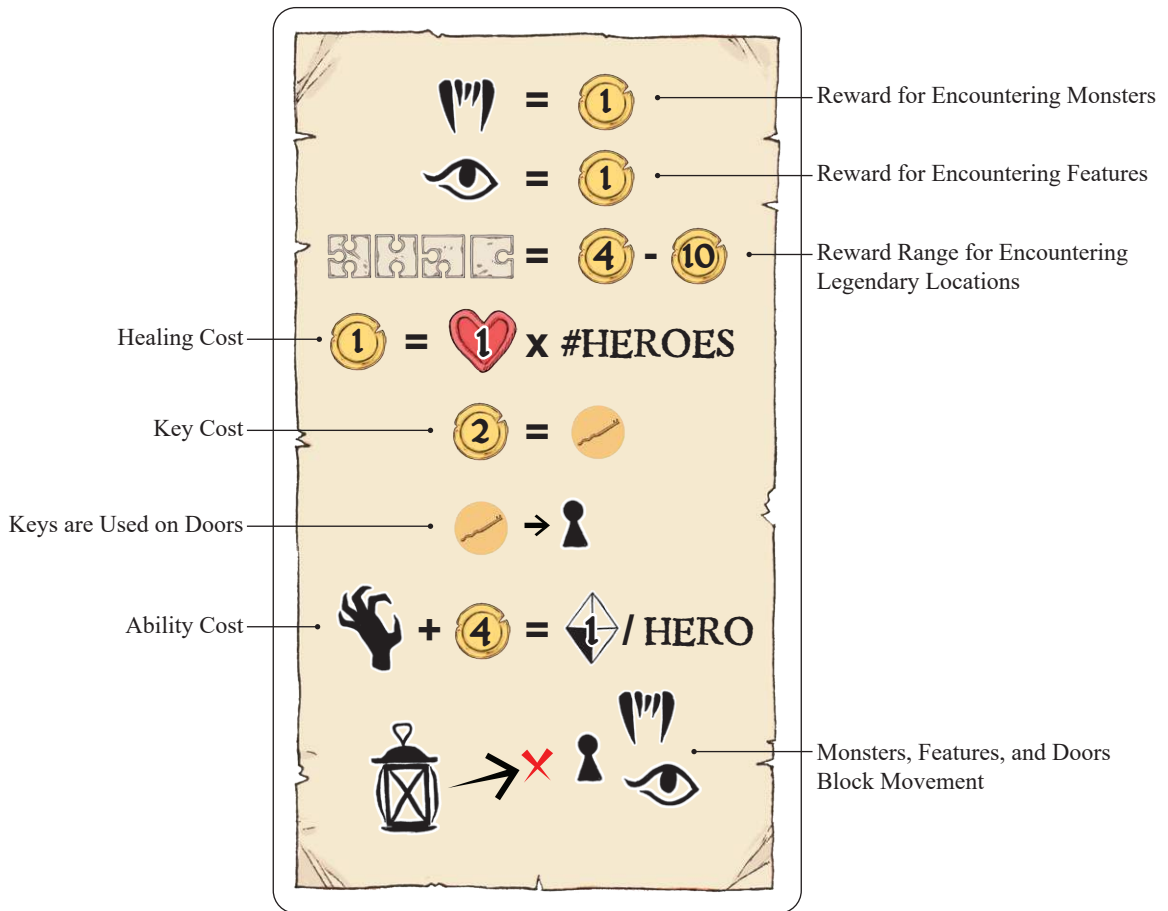 = 1
Reward for Encountering Monsters
= 1
Reward for Encountering Features
= 4 - 10
Reward Range for Encountering
Legendary Locations
Healing Cost
1 = 1 x #HEROES
Key Cost
2 =
Keys are Used on Doors
Ability Cost
+ 4 = 1 / HERO
Monsters, Features, and Doors
Block Movement